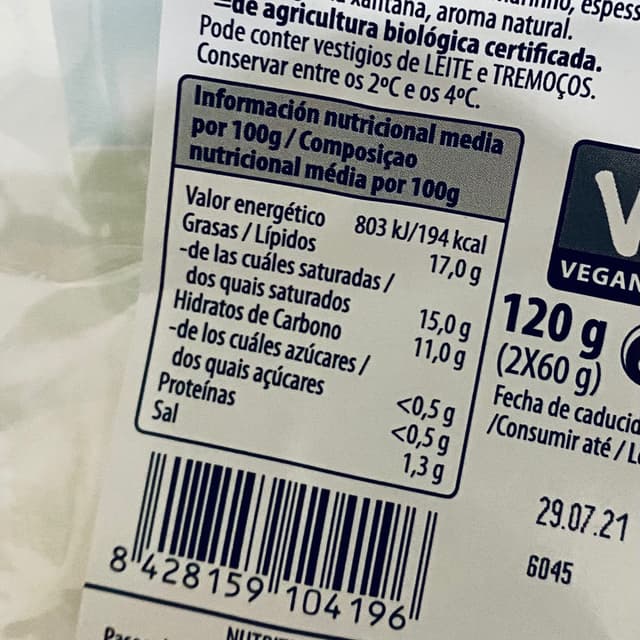 aroma natural.
de agricultura biológica certificada.
Pode conter vestigios de LEITE e TREMOÇOS.
Conservar entre os 2ºC e os 4ºC.
Información nutricional media
por 100g / Composiçao
nutricional média por 100g
Valor energético 803 kJ/194 kcal
Grasas / Lípidos 17,0 g
-de las cuáles saturadas /
dos quais saturados 15,0 g
Hidratos de Carbono 11,0 g
-de los cuáles azúcares /
dos quais açúcares <0,5 g
Proteínas <0,5 g
Sal 1,3 g
8 428159 104196
VEGAN
120 g
(2X60 g)
Fecha de
/Consumir até /
29.07.21
6045